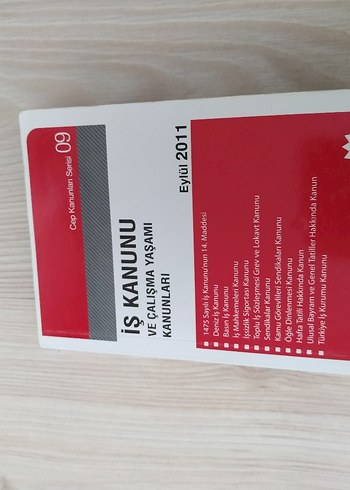 Cep Kanunları Serisi 09
İŞ KANUNU
VE ÇALIŞMA YAŞAMI
KANUNLARI
Eylül 2011
1475 Sayılı İş Kanunu'nun 14. Maddesi
Deniz İş Kanunu
Basın İş Kanunu
İş Mahkemeleri Kanunu
İşsizlik Sigortası Kanunu
Toplu İş Sözleşmesi Grev ve Lokavt Kanunu
Sendikalar Kanunu
Kamu Görevlileri Sendikaları Kanunu
Öğle Dinlenmesi Kanunu
Hafta Tatili Hakkında Kanun
Ulusal Bayram ve Genel Tatiller Hakkında Kanun
Türkiye İş Kurumu Kanunu